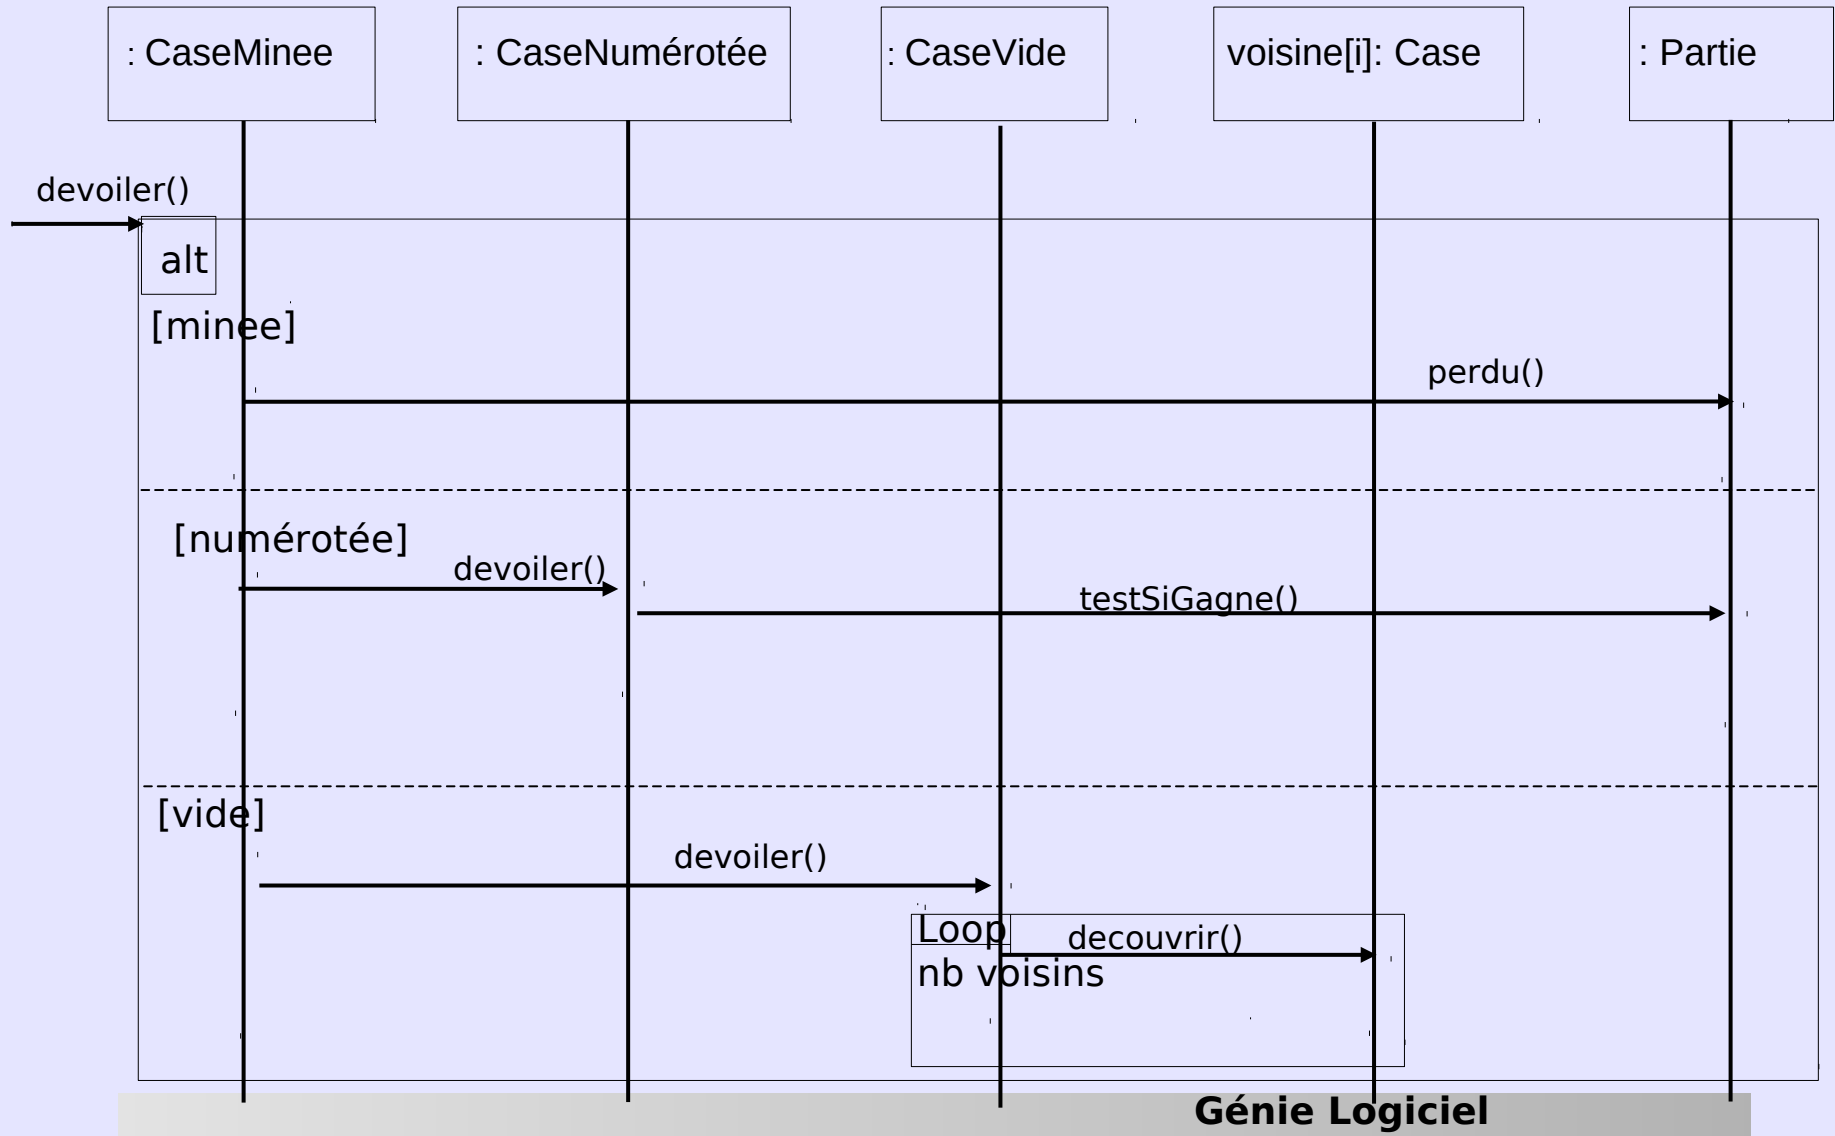 : CaseMinee
: CaseNumérotée
: CaseVide
voisine[i]: Case
: Partie
devoiler()
alt
[minee]
perdu()
[numérotée]
devoiler()
testSiGagne()
[vide]
devoiler()
Loop
decouvrir()
nb voisins
Génie Logiciel